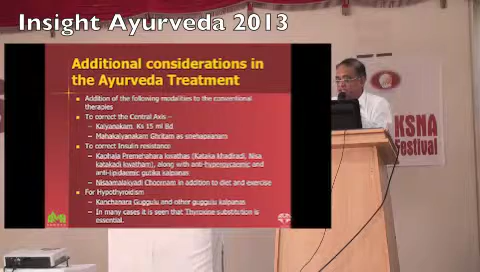 Insight Ayurveda 2013
Additional considerations in
the Ayurveda Treatment
Addition of the following modalities to the conventional
therapies
To correct the Central Axis –
– Kalyanakam Ks 15 ml Bd
– Mahakalyanakam Ghritam as snehapaanara
To correct Insulin resistance
– Kaphaja Premehahara kwathas (Kataka khadiradi, Nisa
katakadi kwatham), along with anti-hyperglycaemic and
anti-lipidaemic gutika kalpanas
– Nisaamalakyadi Choornam in addition to diet and exercise
For Hypothyroidism
– Kanchanara Guggulu and other guggulu kalpanas
– In many cases it is seen that Thyroxine substitution is
essential.
KSNA
Festival